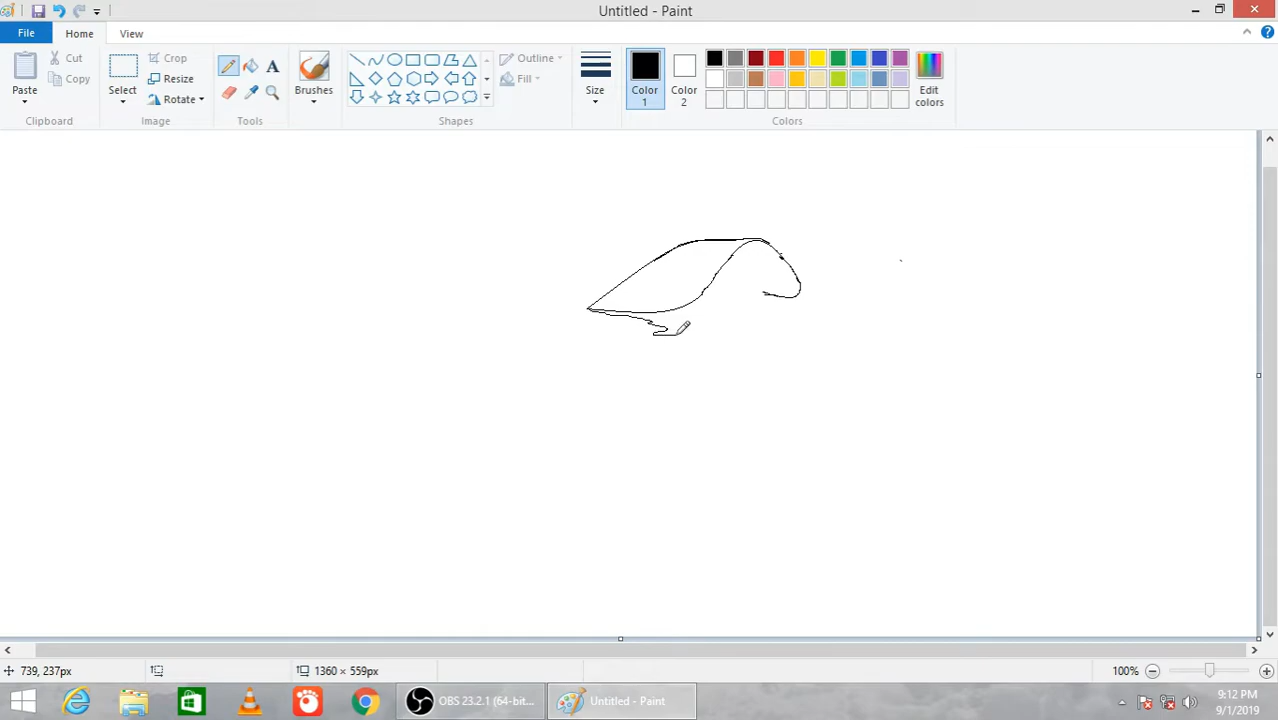 Untitled - Paint
File Home View
Paste
Cut
Copy
Clipboard
Select
Crop
Resize
Rotate
Image
A
Tools
Brushes
Outline
Fill
Shapes
Size
Color 1
Color 2
Edit colors
Colors
739, 237px
1360 × 559px
100%
OBS 23.2.1 (64-bit...
Untitled - Paint
9:12 PM
9/1/2019